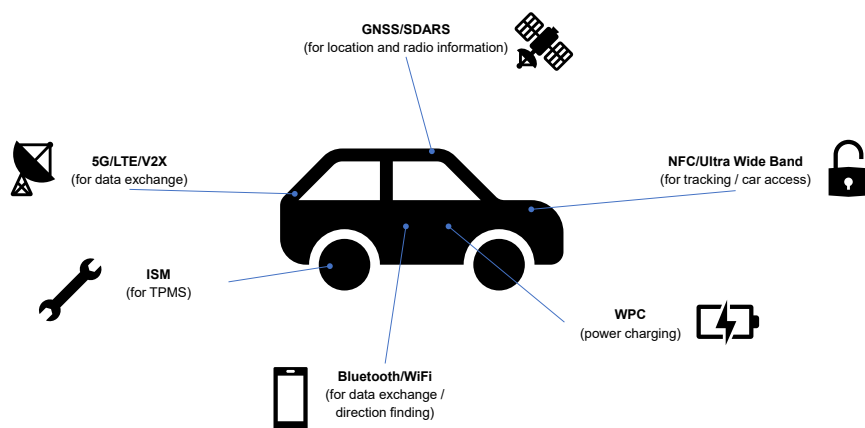 GNSS/SDARS
(for location and radio information)
5G/LTE/V2X
(for data exchange)
NFC/Ultra Wide Band
(for tracking / car access)
ISM
(for TPMS)
WPC
(power charging)
Bluetooth/WiFi
(for data exchange /
direction finding)